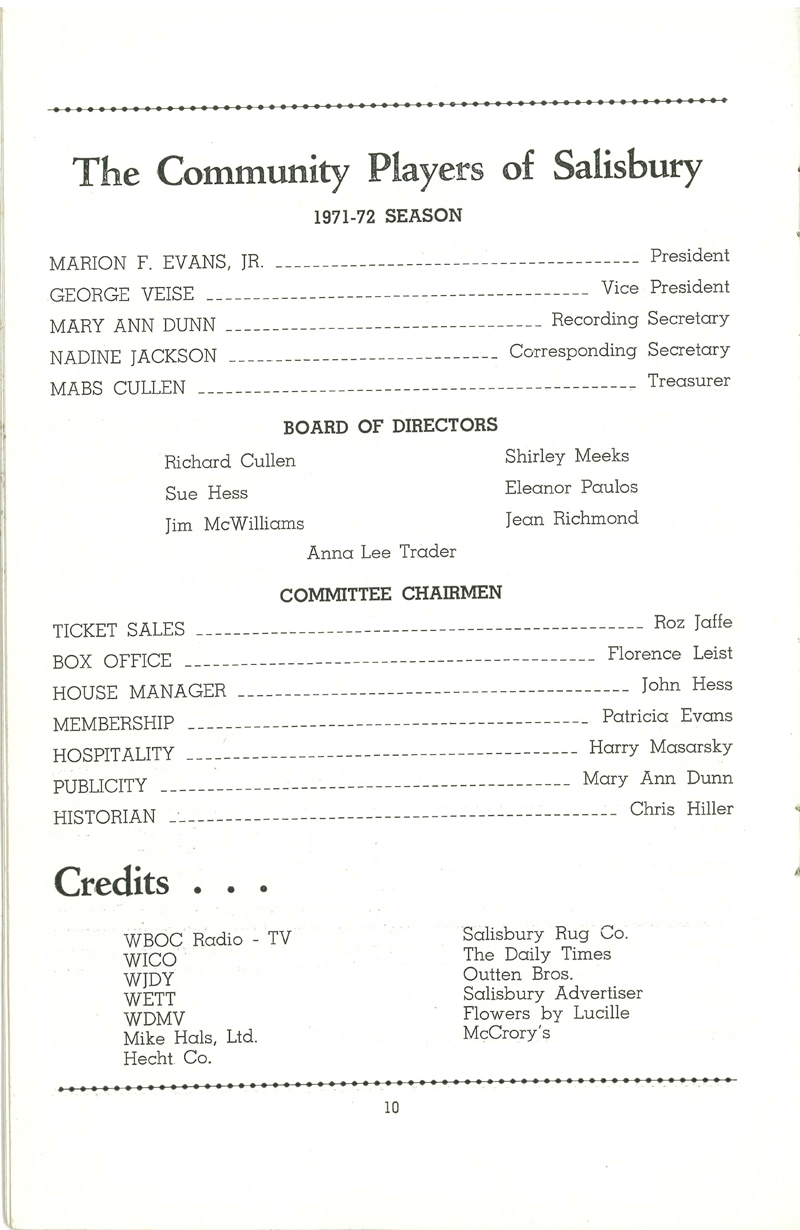 The Community Players of Salisbury
1971-72 SEASON
MARION F. EVANS, JR. ---------------------------------------- President
GEORGE VEISE ---------------------------------------- Vice President
MARY ANN DUNN ---------------------------------- Recording Secretary
NADINE JACKSON ----------------------------- Corresponding Secretary
MABS CULLEN ----------------------------------------------- Treasurer
BOARD OF DIRECTORS
Richard Cullen Shirley Meeks
Sue Hess Eleanor Paulos
Jim McWilliams Jean Richmond
Anna Lee Trader
COMMITTEE CHAIRMEN
TICKET SALES ------------------------------------------------ Roz Jaffe
BOX OFFICE -------------------------------------------- Florence Leist
HOUSE MANAGER ------------------------------------------ John Hess
MEMBERSHIP ------------------------------------------- Patricia Evans
HOSPITALITY ------------------------------------------ Harry Masarsky
PUBLICITY -------------------------------------------- Mary Ann Dunn
HISTORIAN ------------------------------------------------ Chris Hiller
Credits . . .
WBOC Radio - TV
WICO
WJDY
WETT
WDMV
Mike Hals, Ltd.
Hecht Co.
Salisbury Rug Co.
The Daily Times
Outten Bros.
Salisbury Advertiser
Flowers by Lucille
McCrory's
10